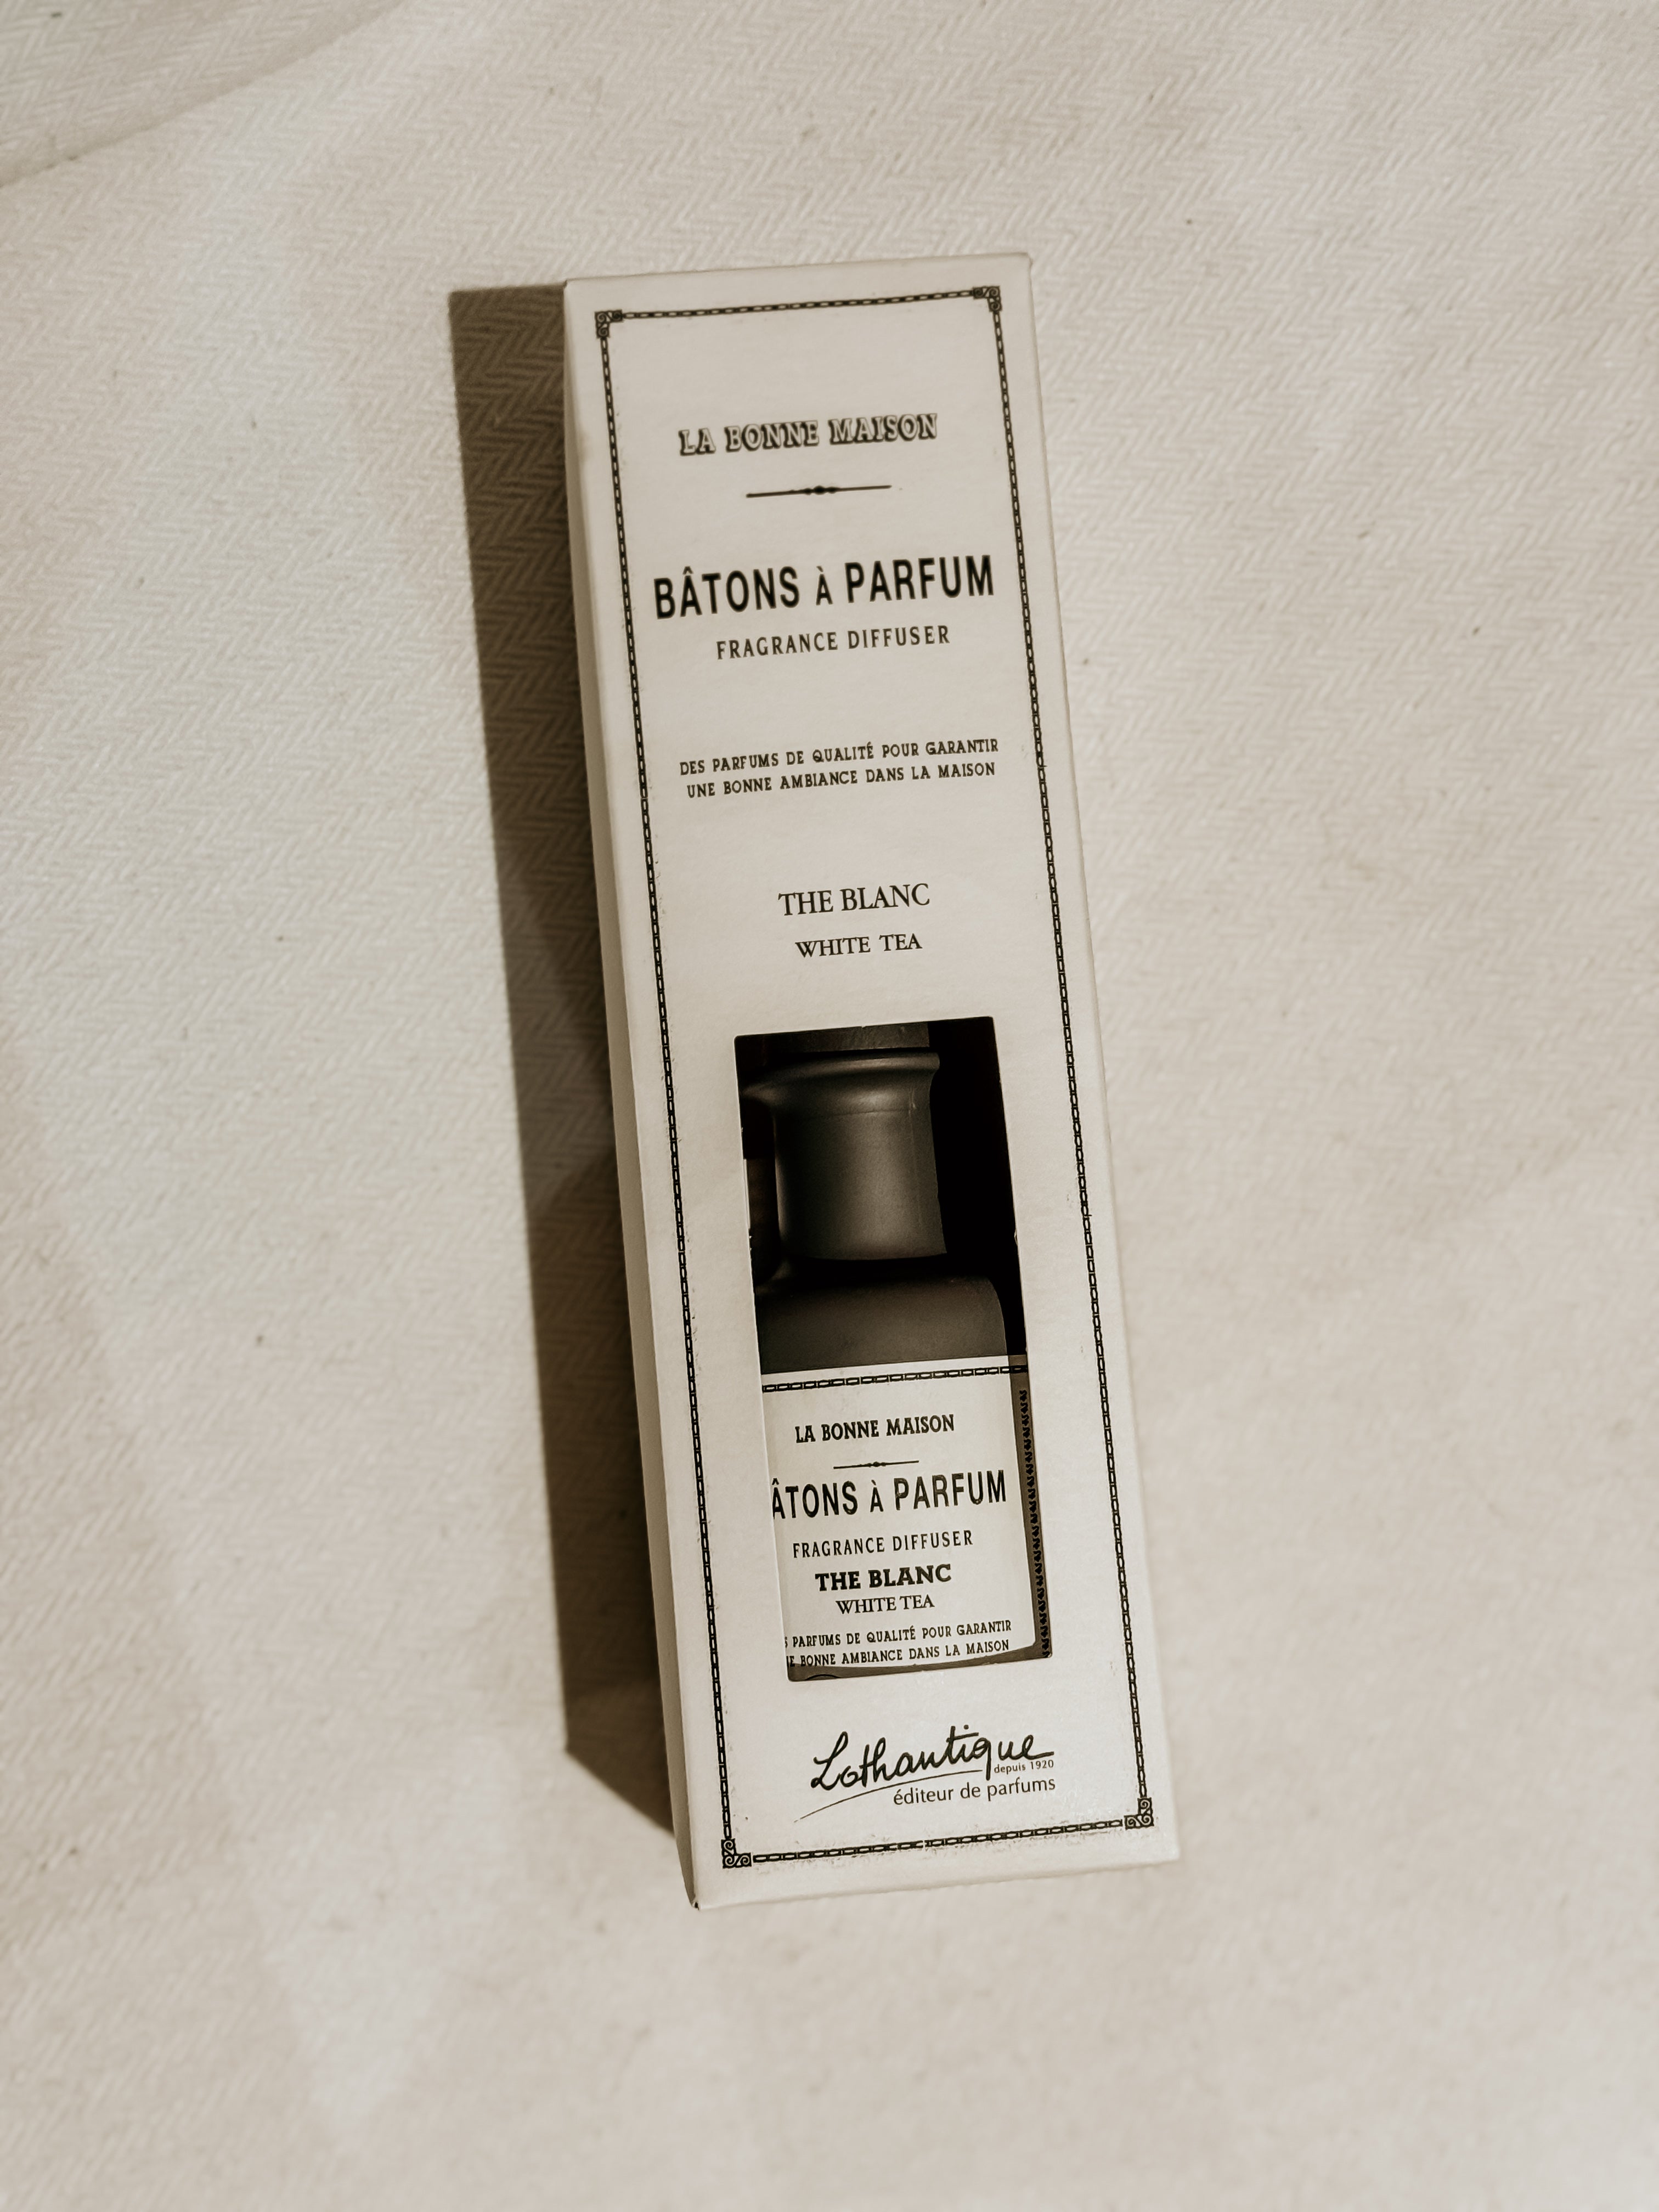 LA BONNE MAISON
BÂTONS À PARFUM
FRAGRANCE DIFFUSER
DES PARFUMS DE QUALITÉ POUR GARANTIR
UNE BONNE AMBIANCE DANS LA MAISON
THE BLANC
WHITE TEA
LA BONNE MAISON
ÂTONS À PARFUM
FRAGRANCE DIFFUSER
THE BLANC
WHITE TEA
S PARFUMS DE QUALITÉ POUR GARANTIR
E BONNE AMBIANCE DANS LA MAISON
Lothantique
depuis 1920
éditeur de parfums